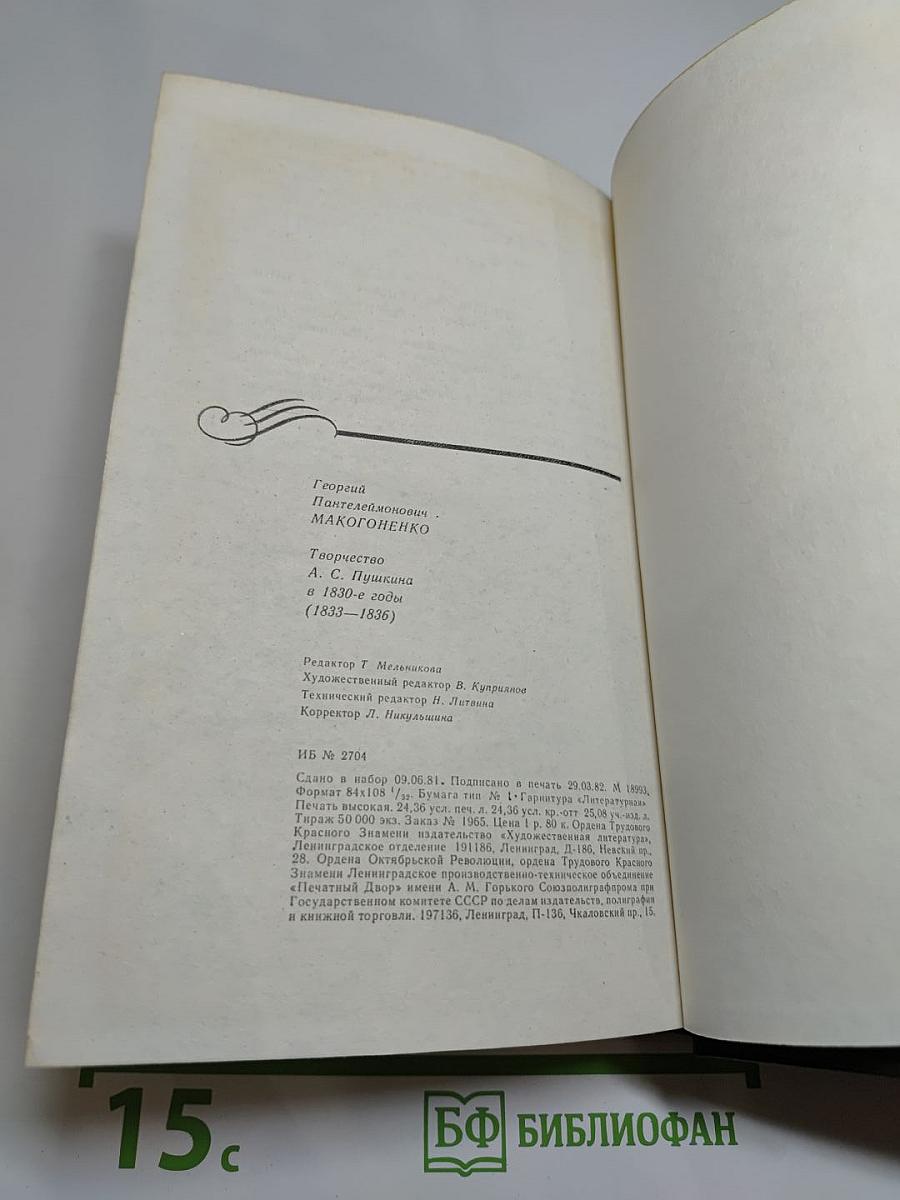 Георгий
Пантелеймонович
МАКОГОНЕНКО
Творчество
А. С. Пушкина
в 1830-е годы
(1833—1836)
Редактор Т Мельникова
Художественный редактор В. Куприянов
Технический редактор Н. Литвина
Корректор Л. Никульшина
ИБ № 2704
Сдано в набор 09.06.81. Подписано в печать 29.03.82. М 18993.
Формат 84х108 1/32. Бумага тип № 1. Гарнитура «Литературная»
Печать высокая. 24,36 усл. печ. л. 24,36 усл. кр.-отт 25,08 уч.-изд. л.
Тираж 50 000 экз. Заказ № 1965. Цена 1 р. 80 к. Ордена Трудового
Красного Знамени издательство «Художественная литература»,
Ленинградское отделение 191186, Ленинград, Д-186, Невский пр.,
28. Ордена Октябрьской Революции, ордена Трудового Красного
Знамени Ленинградское производственно-техническое объединение
«Печатный Двор» имени А. М. Горького Союзполиграфпрома при
Государственном комитете СССР по делам издательств, полиграфии
и книжной торговли. 197136, Ленинград, П-136, Чкаловский пр., 15.
15 с
БФ БИБЛИОФАН